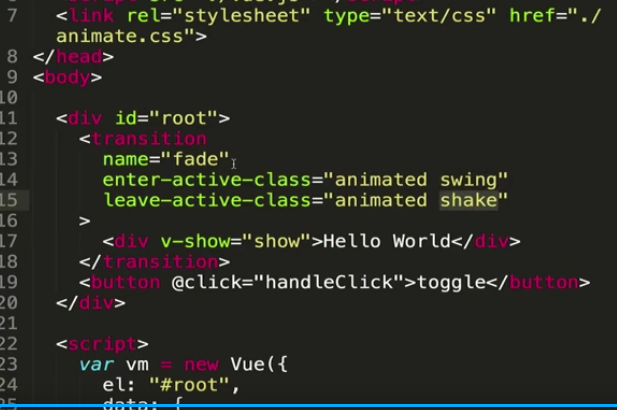 7 <link rel="stylesheet" type="text/css" href="./
animate.css">
8 </head>
9 <body>
10
11 <div id="root">
12 <transition
13 name="fade"
14 enter-active-class="animated swing"
15 leave-active-class="animated shake"
16 >
17 <div v-show="show">Hello World</div>
18 </transition>
19 <button @click="handleClick">toggle</button>
20 </div>
21
22 <script>
23 var vm = new Vue({
24 el: "#root",
25 data: {